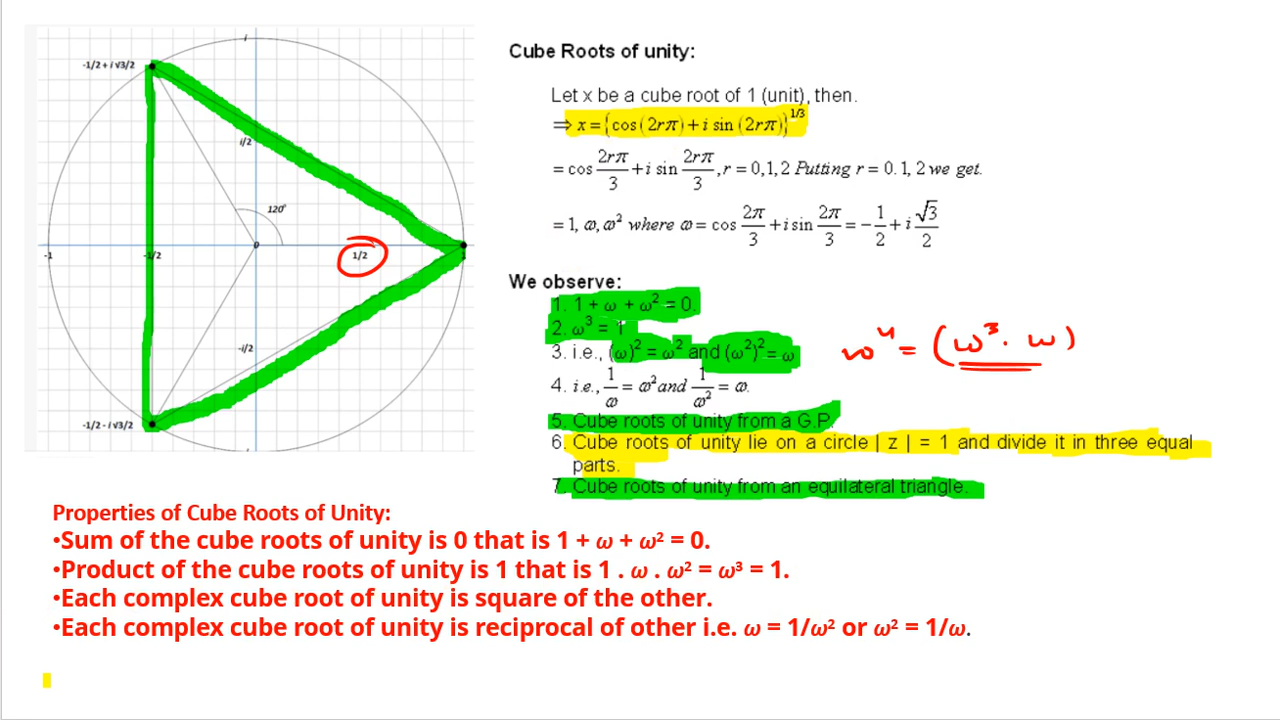 Cube Roots of unity:
Let x be a cube root of 1 (unit), then.
⇒ x = {cos(2rπ) + i sin (2rπ)}^1/3
= cos 2rπ/3 + i sin 2rπ/3, r = 0,1,2 Putting r = 0.1, 2 we get.
= 1, ω, ω² where ω = cos 2π/3 + i sin 2π/3 = -1/2 + i √3/2
We observe:
1. 1 + ω + ω² = 0.
2. ω³ = 1
3. i.e., (ω)² = ω² and (ω²)² = ω
4. i.e., 1/ω = ω² and 1/ω² = ω.
5. Cube roots of unity from a G.P.
6. Cube roots of unity lie on a circle | z | = 1 and divide it in three equal
parts.
7. Cube roots of unity from an equilateral triangle.
ω⁴ = (ω³ · ω)
i
-1/2 + i √3/2
i/2
120°
-1
-1/2
0
1/2
1
-i/2
-1/2 - i √3/2
Properties of Cube Roots of Unity:
•Sum of the cube roots of unity is 0 that is 1 + ω + ω² = 0.
•Product of the cube roots of unity is 1 that is 1 . ω . ω² = ω³ = 1.
•Each complex cube root of unity is square of the other.
•Each complex cube root of unity is reciprocal of other i.e. ω = 1/ω² or ω² = 1/ω.